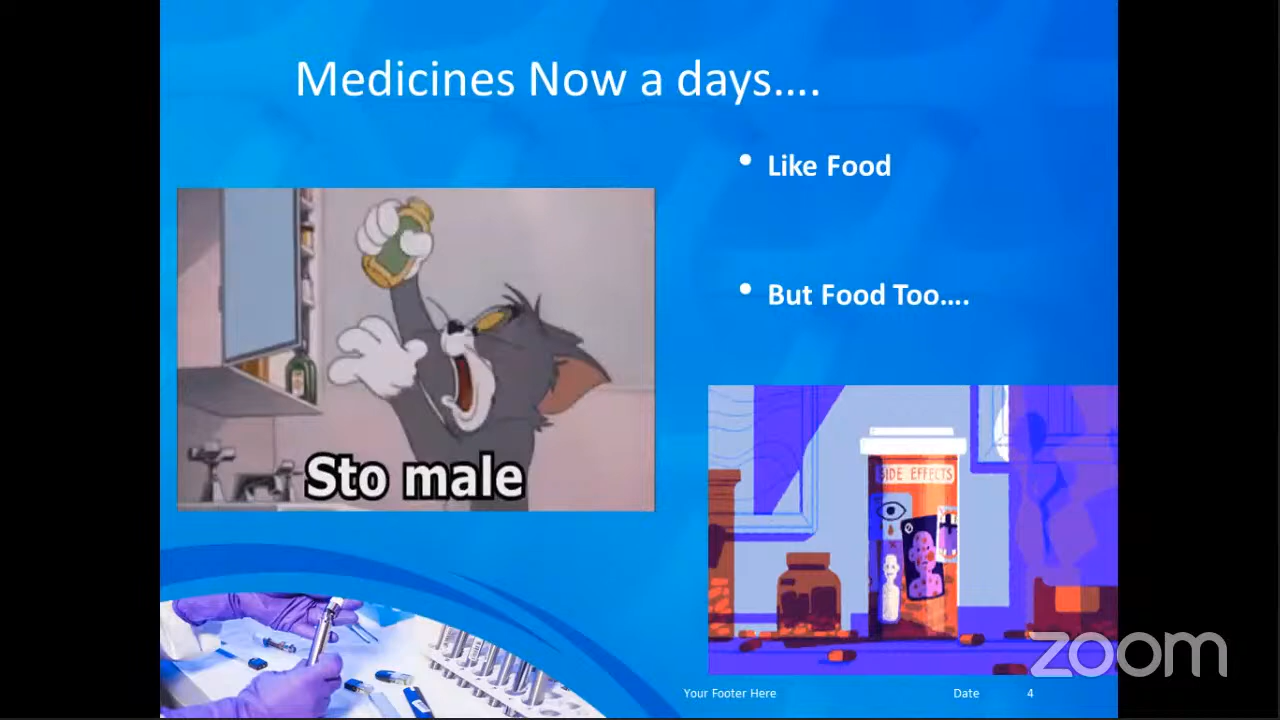 Medicines Now a days....
Like Food
But Food Too....
Sto male
SIDE EFFECTS
Your Footer Here
Date
4
zoom